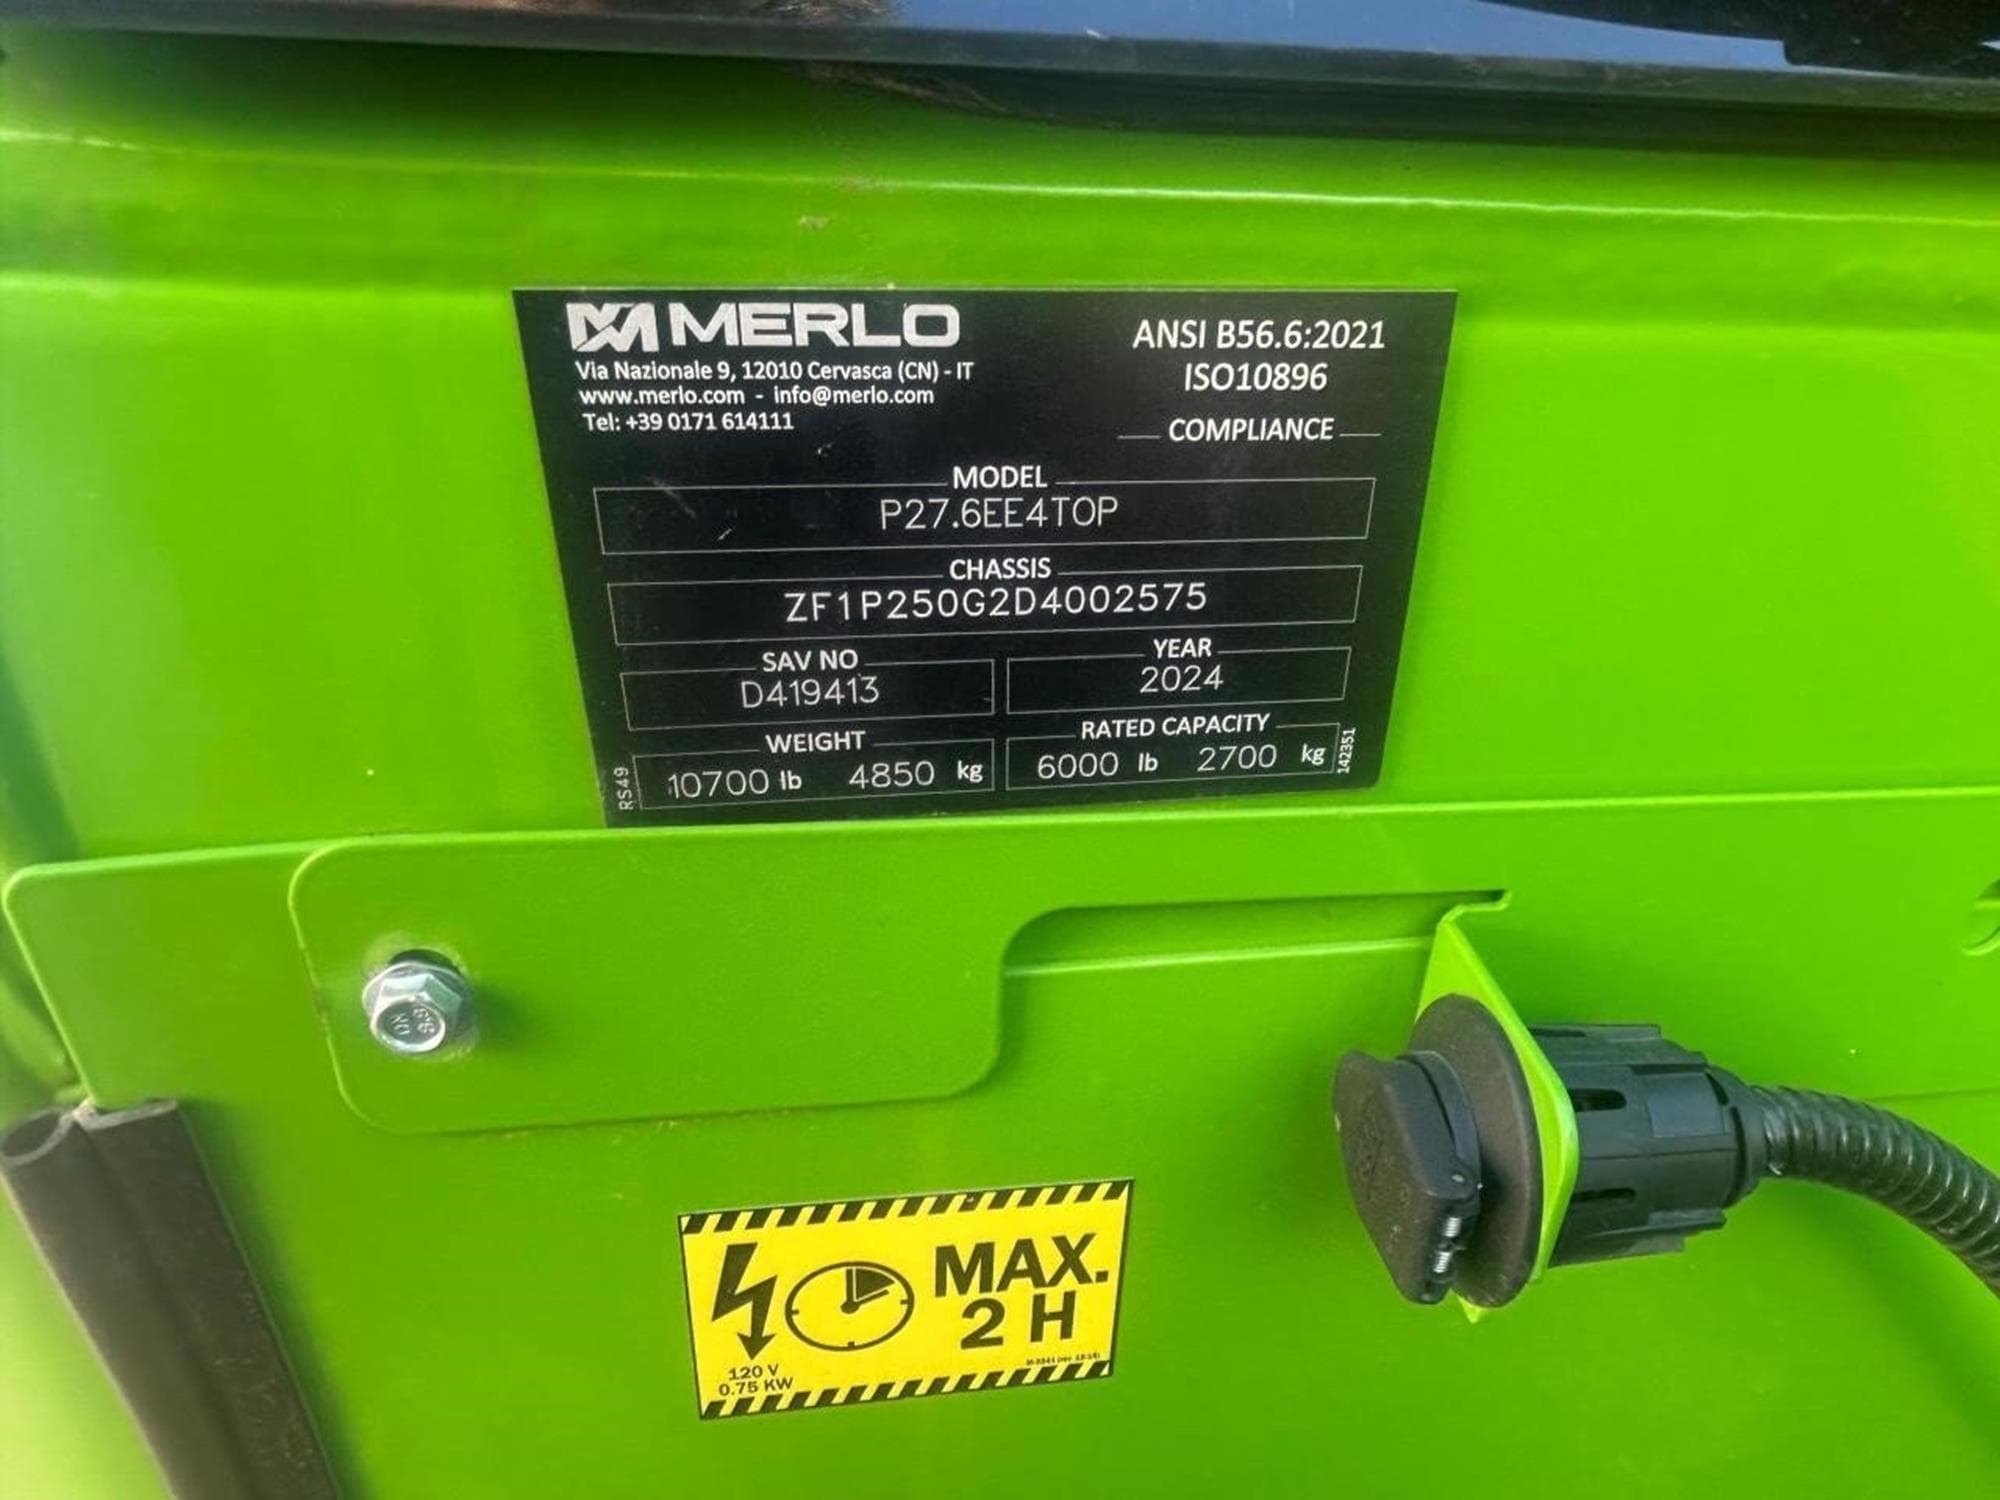 MERLO
Via Nazionale 9, 12010 Cervasca (CN) - IT
www.merlo.com - info@merlo.com
Tel: +39 0171 614111
ANSI B56.6:2021
ISO10896
COMPLIANCE
MODEL
P27.6EE4TOP
CHASSIS
ZF1P250G2D4002575
SAV NO
D419413
YEAR
2024
WEIGHT
10700 lb 4850 kg
RATED CAPACITY
6000 lb 2700 kg
RS49
142351
8.8
MAX.
2 H
120 V
0.75 KW